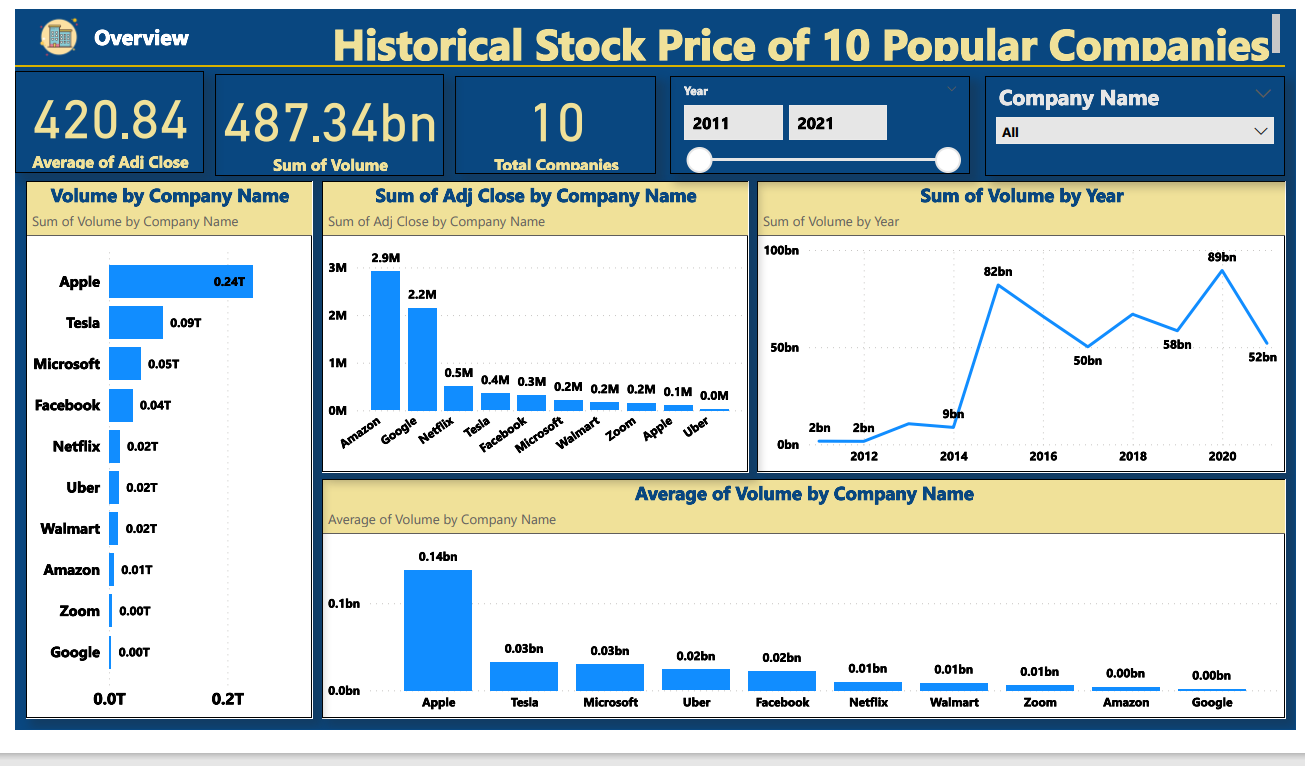 Overview
Historical Stock Price of 10 Popular Companies
420.84
Average of Adj Close
487.34bn
Sum of Volume
10
Total Companies
Year
2011 2021
Company Name
All
Volume by Company Name
Sum of Volume by Company Name
Apple 0.24T
Tesla 0.09T
Microsoft 0.05T
Facebook 0.04T
Netflix 0.02T
Uber 0.02T
Walmart 0.02T
Amazon 0.01T
Zoom 0.00T
Google 0.00T
0.0T 0.2T
Sum of Adj Close by Company Name
Sum of Adj Close by Company Name
3M
2M
1M
0M
2.9M
2.2M
0.5M
0.4M
0.3M
0.2M
0.2M
0.2M
0.1M
0.0M
Amazon
Google
Netflix
Tesla
Facebook
Microsoft
Walmart
Zoom
Apple
Uber
Sum of Volume by Year
Sum of Volume by Year
100bn
50bn
0bn
2bn
2bn
9bn
82bn
50bn
58bn
89bn
52bn
2012 2014 2016 2018 2020
Average of Volume by Company Name
Average of Volume by Company Name
0.1bn
0.0bn
0.14bn
0.03bn
0.03bn
0.02bn
0.02bn
0.01bn
0.01bn
0.01bn
0.00bn
0.00bn
Apple Tesla Microsoft Uber Facebook Netflix Walmart Zoom Amazon Google